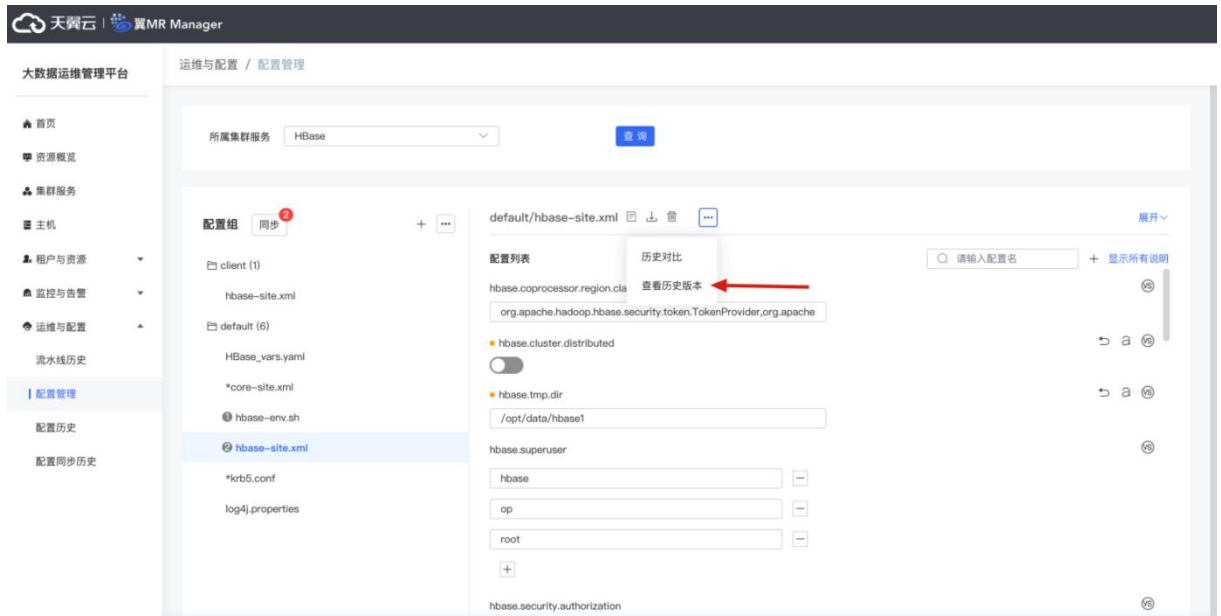 天翼云 翼MR Manager
大数据运维管理平台
首页
资源概览
集群服务
主机
租户与资源
监控与告警
运维与配置
流水线历史
配置管理
配置历史
配置同步历史
运维与配置 / 配置管理
所属集群服务 HBase 查询
配置组 同步 2
client (1)
hbase-site.xml
default (6)
HBase_vars.yaml
*core-site.xml
1 hbase-env.sh
2 hbase-site.xml
*krb5.conf
log4j.properties
default/hbase-site.xml 展开
历史对比
查看历史版本
配置列表 请输入配置名 显示所有说明
hbase.coprocessor.region.cla VS
org.apache.hadoop.hbase.security.token.TokenProvider,org.apache
hbase.cluster.distributed a VS
hbase.tmp.dir a VS
/opt/data/hbase1
hbase.superuser VS
hbase
op
root
hbase.security.authorization VS